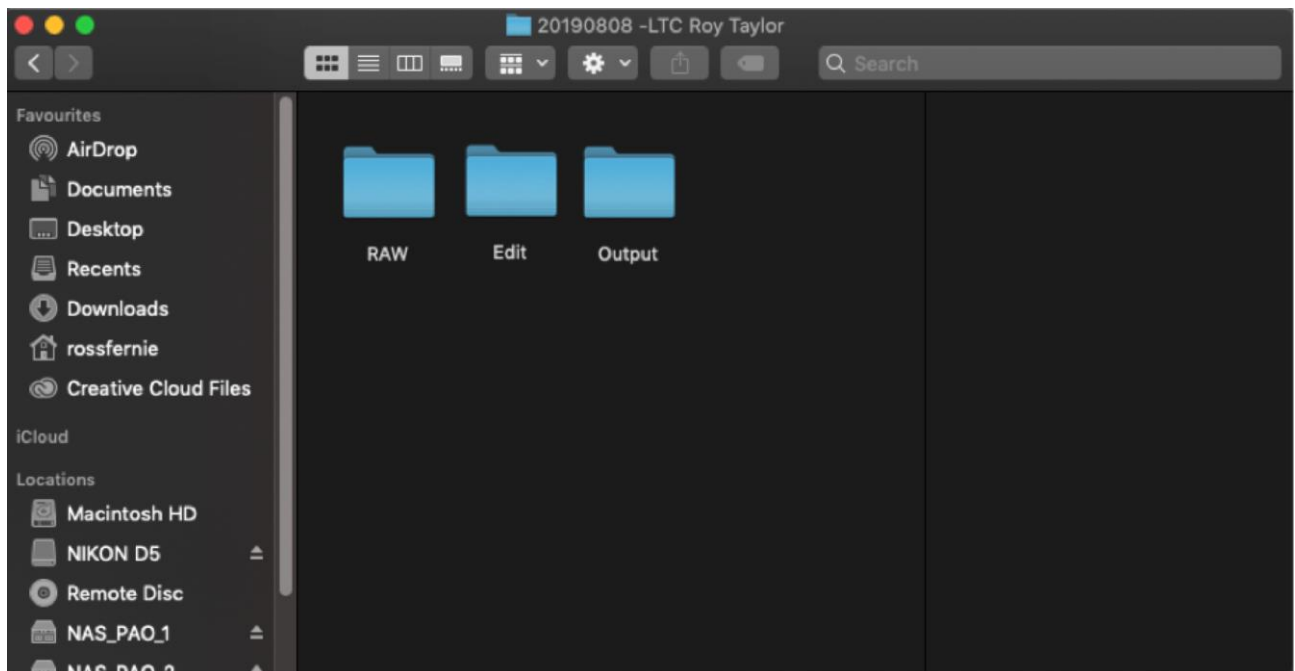 20190808 -LTC Roy Taylor
Search
Favourites
AirDrop
Documents
Desktop
Recents
Downloads
rossfernie
Creative Cloud Files
iCloud
Locations
Macintosh HD
NIKON D5
Remote Disc
NAS_PAO_1
NAS_PAO_2
RAW
Edit
Output